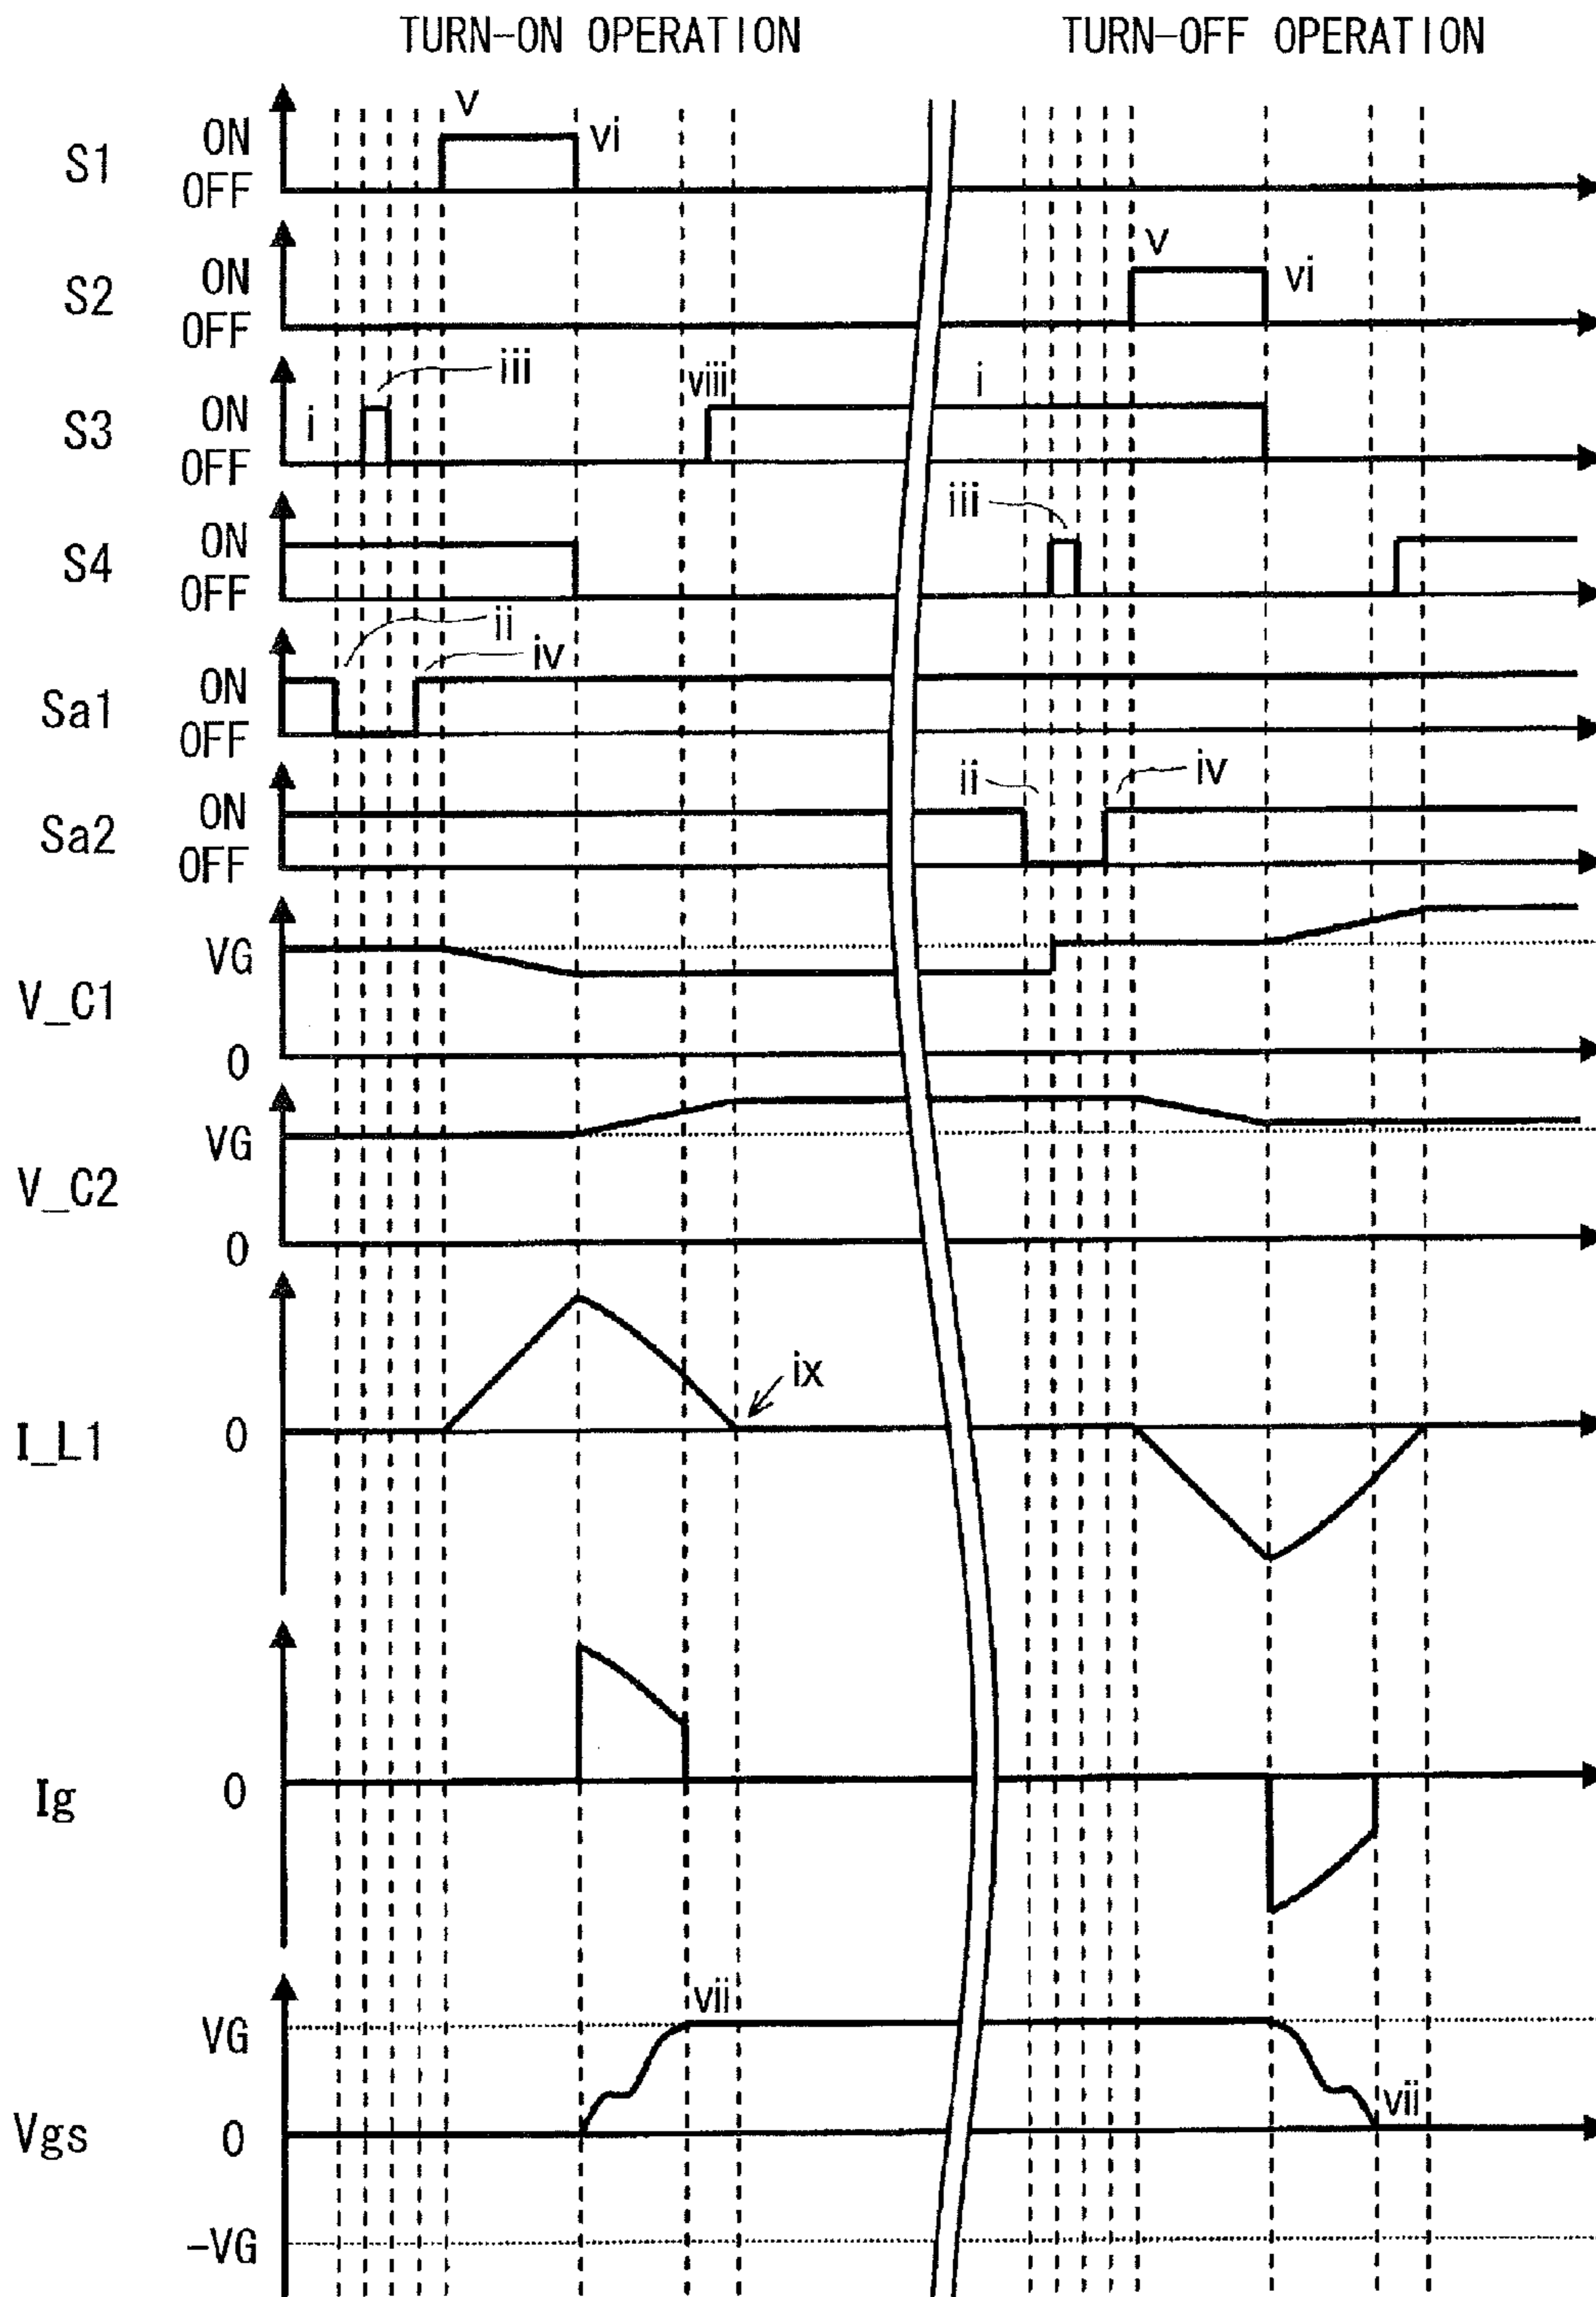 TURN-ON OPERATION TURN-OFF OPERATION
v
S1 ON vi
OFF
v
S2 ON vi
OFF
iii
viii i
S3 ON i
OFF
iii
S4 ON
OFF
ii
iv
Sa1 ON
OFF
ii iv
Sa2 ON
OFF
VG
V_C1
0
VG
V_C2
0
ix
I_L1 0
Ig 0
vii
VG
vii
Vgs 0
-VG